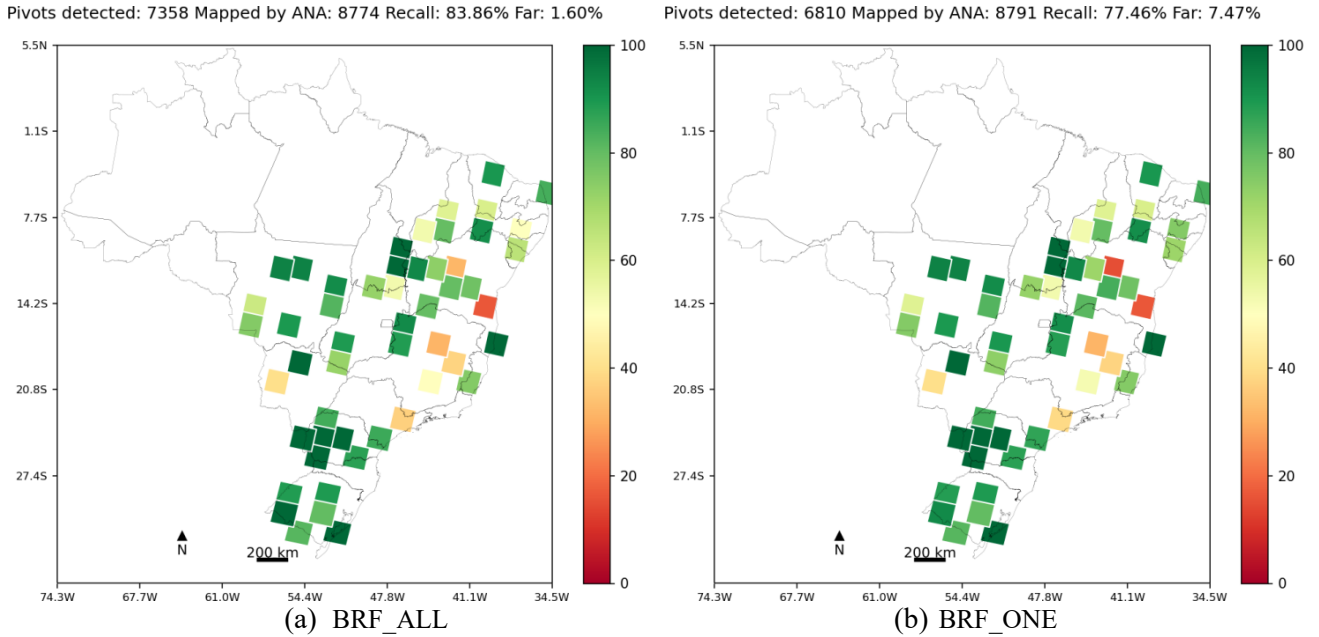 Pivots detected: 7358 Mapped by ANA: 8774 Recall: 83.86% Far: 1.60%
5.5N
1.1S
7.7S
14.2S
20.8S
27.4S
74.3W 67.7W 61.0W 54.4W 47.8W 41.1W 34.5W
N
200 km
100
80
60
40
20
0
(a) BRF_ALL
Pivots detected: 6810 Mapped by ANA: 8791 Recall: 77.46% Far: 7.47%
5.5N
1.1S
7.7S
14.2S
20.8S
27.4S
74.3W 67.7W 61.0W 54.4W 47.8W 41.1W 34.5W
N
200 km
100
80
60
40
20
0
(b) BRF_ONE